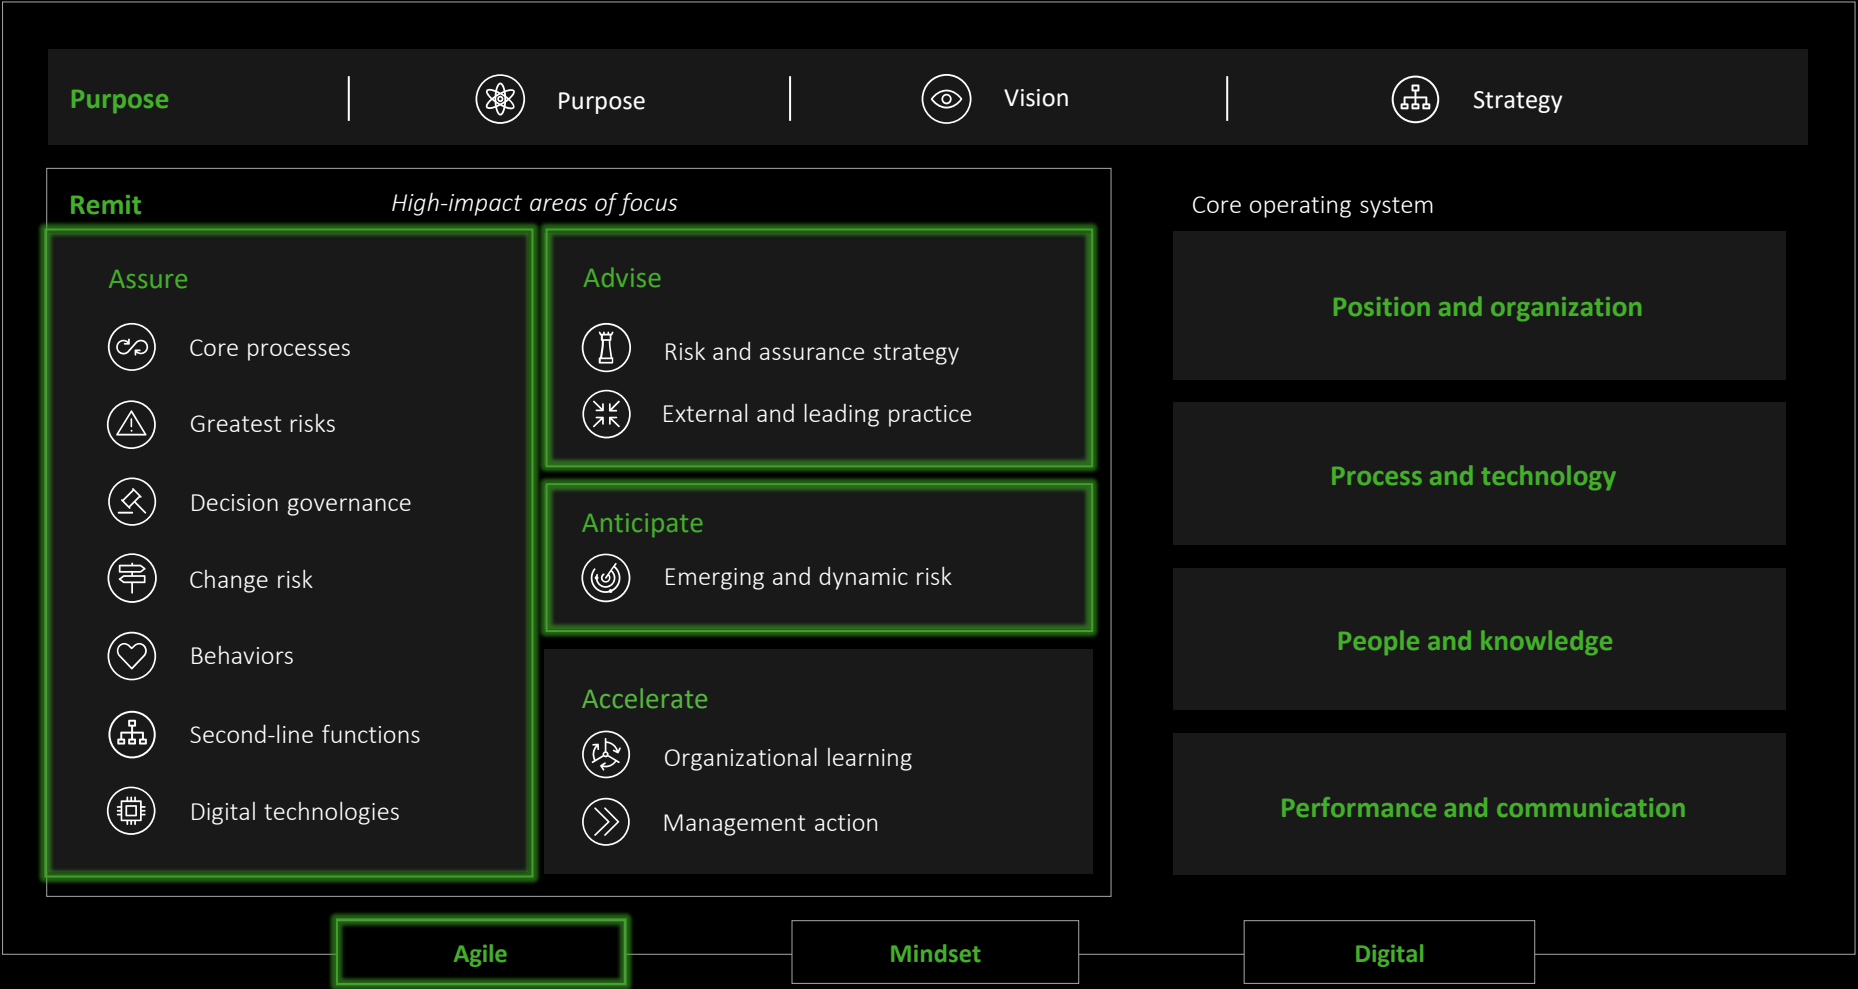 Purpose
Purpose
Vision
Strategy
Remit
High-impact areas of focus
Assure
Core processes
Greatest risks
Decision governance
Change risk
Behaviors
Second-line functions
Digital technologies
Advise
Risk and assurance strategy
External and leading practice
Anticipate
Emerging and dynamic risk
Accelerate
Organizational learning
Management action
Core operating system
Position and organization
Process and technology
People and knowledge
Performance and communication
Agile
Mindset
Digital